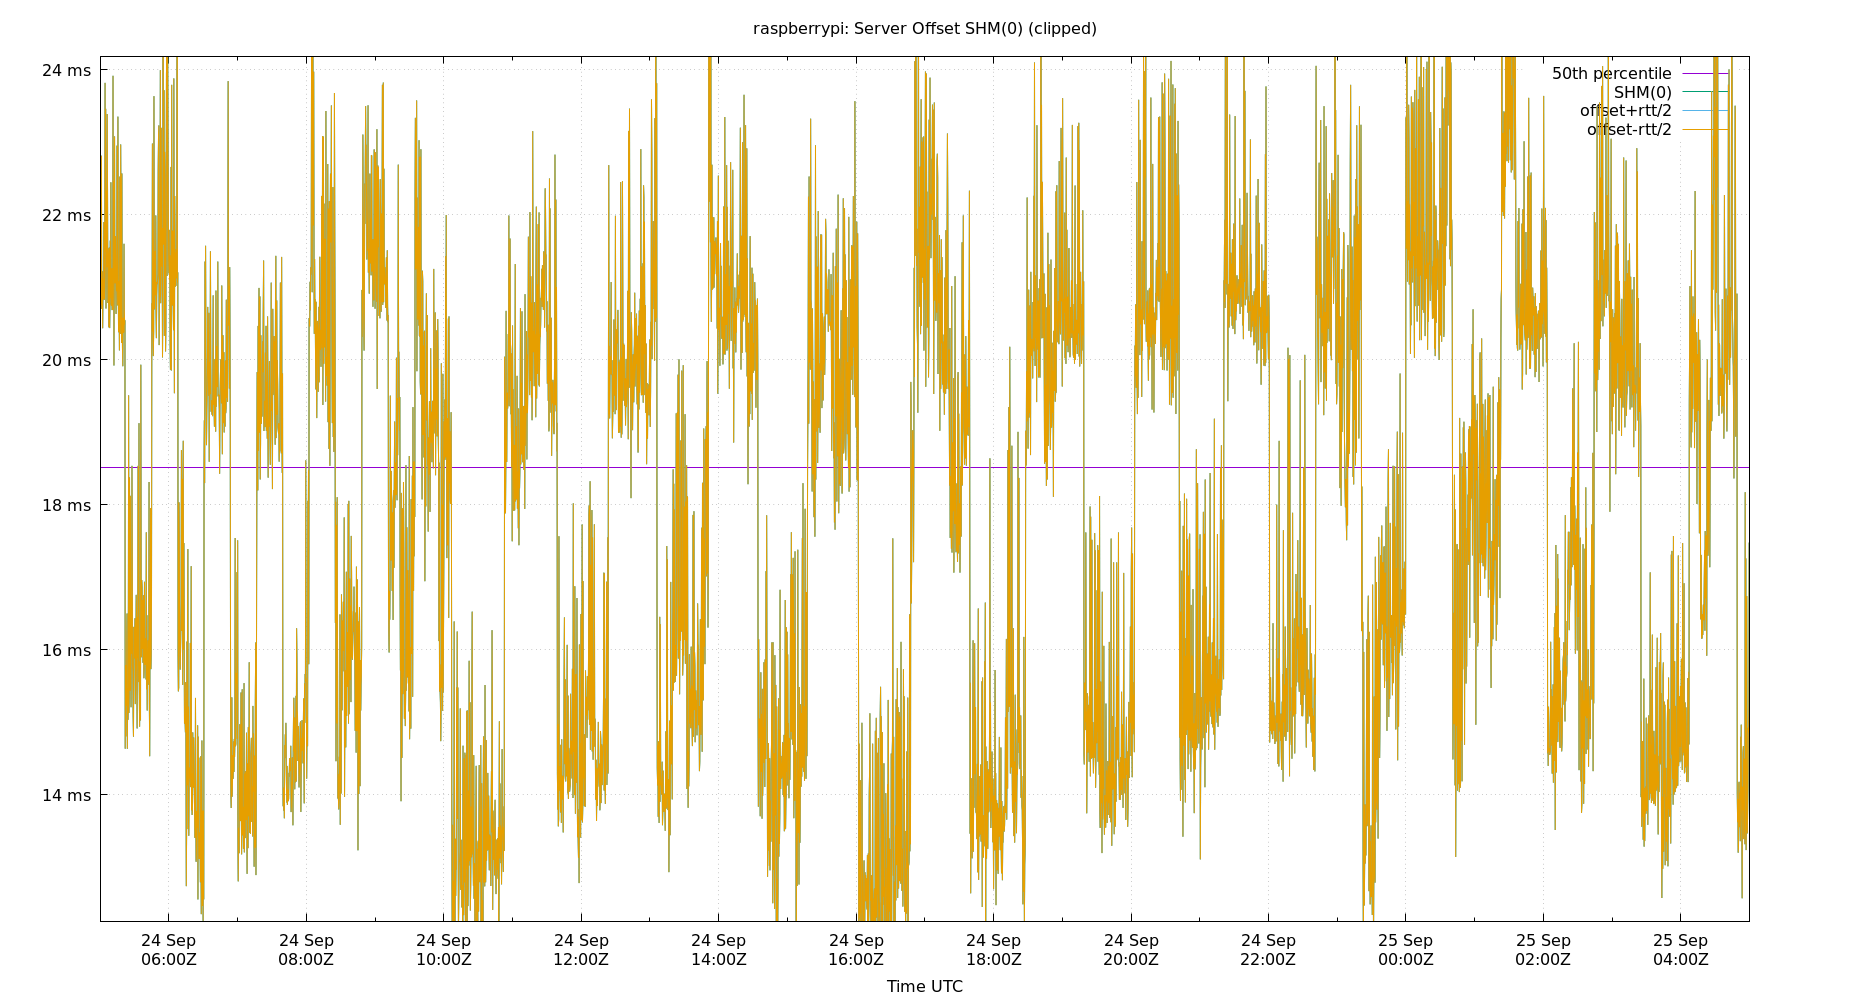 raspberrypi: Server Offset SHM(0) (clipped)
50th percentile
SHM(0)
offset+rtt/2
offset-rtt/2
24 ms
22 ms
20 ms
18 ms
16 ms
14 ms
24 Sep 24 Sep 24 Sep 24 Sep 24 Sep 24 Sep 24 Sep 24 Sep 24 Sep 25 Sep 25 Sep 25 Sep
06:00Z 08:00Z 10:00Z 12:00Z 14:00Z 16:00Z 18:00Z 20:00Z 22:00Z 00:00Z 02:00Z 04:00Z
Time UTC